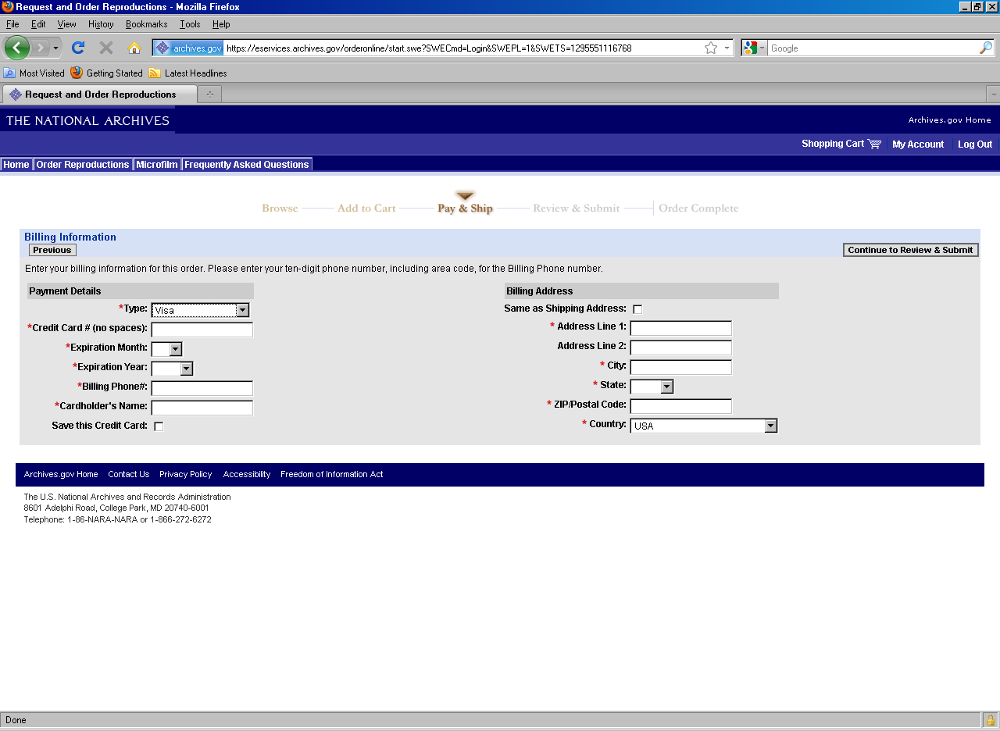 Request and Order Reproductions - Mozilla Firefox
File Edit View History Bookmarks Tools Help
archives.gov https://eservices.archives.gov/orderonline/start.swe?SWECmd=Login&SWEPL=1&SWETS=1295551116768 Google
Most Visited Getting Started Latest Headlines
Request and Order Reproductions
THE NATIONAL ARCHIVES Archives.gov Home
Shopping Cart My Account Log Out
Home Order Reproductions Microfilm Frequently Asked Questions
Browse Add to Cart Pay & Ship Review & Submit Order Complete
Billing Information
Previous Continue to Review & Submit
Enter your billing information for this order. Please enter your ten-digit phone number, including area code, for the Billing Phone number.
Payment Details
*Type: Visa
*Credit Card # (no spaces):
*Expiration Month:
*Expiration Year:
*Billing Phone#:
*Cardholder's Name:
Save this Credit Card:
Billing Address
Same as Shipping Address:
* Address Line 1:
Address Line 2:
* City:
* State:
* ZIP/Postal Code:
* Country: USA
Archives.gov Home Contact Us Privacy Policy Accessibility Freedom of Information Act
The U.S. National Archives and Records Administration
8601 Adelphi Road, College Park, MD 20740-6001
Telephone: 1-86-NARA-NARA or 1-866-272-6272
Done